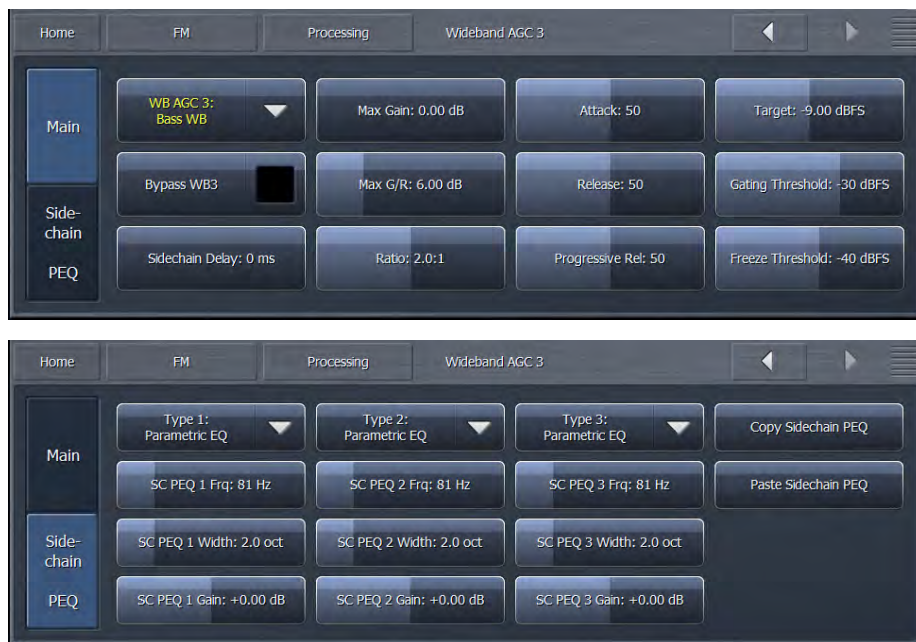 Home
FM
Processing
Wideband AGC 3
Main
Side-
chain
PEQ
WB AGC 3:
Bass WB
Max Gain: 0.00 dB
Attack: 50
Target: -9.00 dBFS
Bypass WB3
Max G/R: 6.00 dB
Release: 50
Gating Threshold: -30 dBFS
Sidechain Delay: 0 ms
Ratio: 2.0:1
Progressive Rel: 50
Freeze Threshold: -40 dBFS
Home
FM
Processing
Wideband AGC 3
Main
Side-
chain
PEQ
Type 1:
Parametric EQ
Type 2:
Parametric EQ
Type 3:
Parametric EQ
Copy Sidechain PEQ
SC PEQ 1 Frq: 81 Hz
SC PEQ 2 Frq: 81 Hz
SC PEQ 3 Frq: 81 Hz
Paste Sidechain PEQ
SC PEQ 1 Width: 2.0 oct
SC PEQ 2 Width: 2.0 oct
SC PEQ 3 Width: 2.0 oct
SC PEQ 1 Gain: +0.00 dB
SC PEQ 2 Gain: +0.00 dB
SC PEQ 3 Gain: +0.00 dB